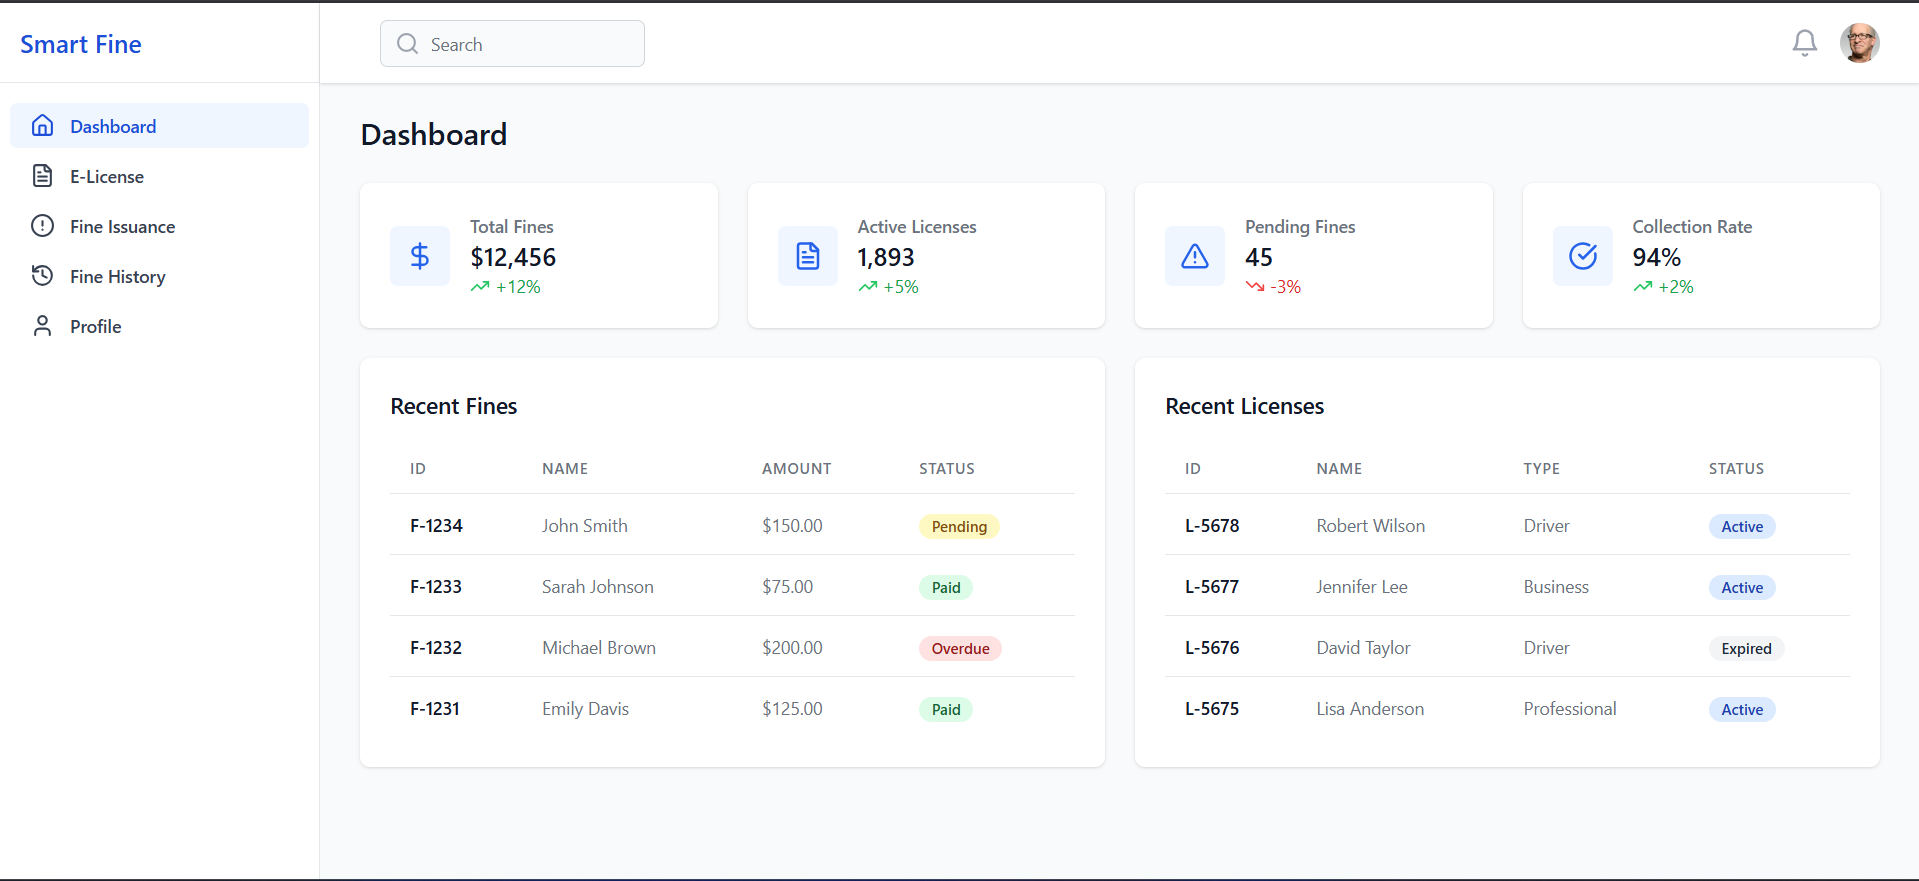 Smart Fine
Search
Dashboard
E-License
Fine Issuance
Fine History
Profile
Dashboard
Total Fines
$12,456
+12%
Active Licenses
1,893
+5%
Pending Fines
45
-3%
Collection Rate
94%
+2%
Recent Fines
ID NAME AMOUNT STATUS
F-1234 John Smith $150.00 Pending
F-1233 Sarah Johnson $75.00 Paid
F-1232 Michael Brown $200.00 Overdue
F-1231 Emily Davis $125.00 Paid
Recent Licenses
ID NAME TYPE STATUS
L-5678 Robert Wilson Driver Active
L-5677 Jennifer Lee Business Active
L-5676 David Taylor Driver Expired
L-5675 Lisa Anderson Professional Active